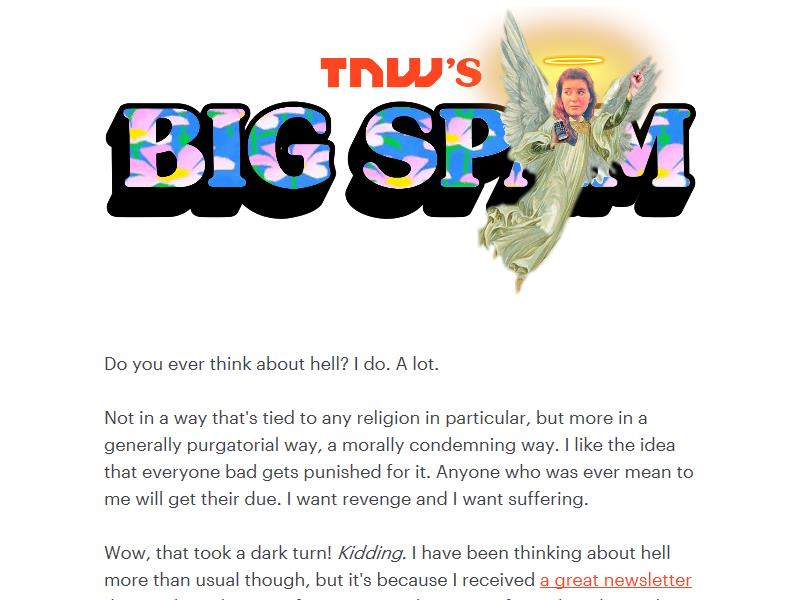 TNW's
BIG SPAM
Do you ever think about hell? I do. A lot.
Not in a way that's tied to any religion in particular, but more in a
generally purgatorial way, a morally condemning way. I like the idea
that everyone bad gets punished for it. Anyone who was ever mean to
me will get their due. I want revenge and I want suffering.
Wow, that took a dark turn! Kidding. I have been thinking about hell
more than usual though, but it's because I received a great newsletter